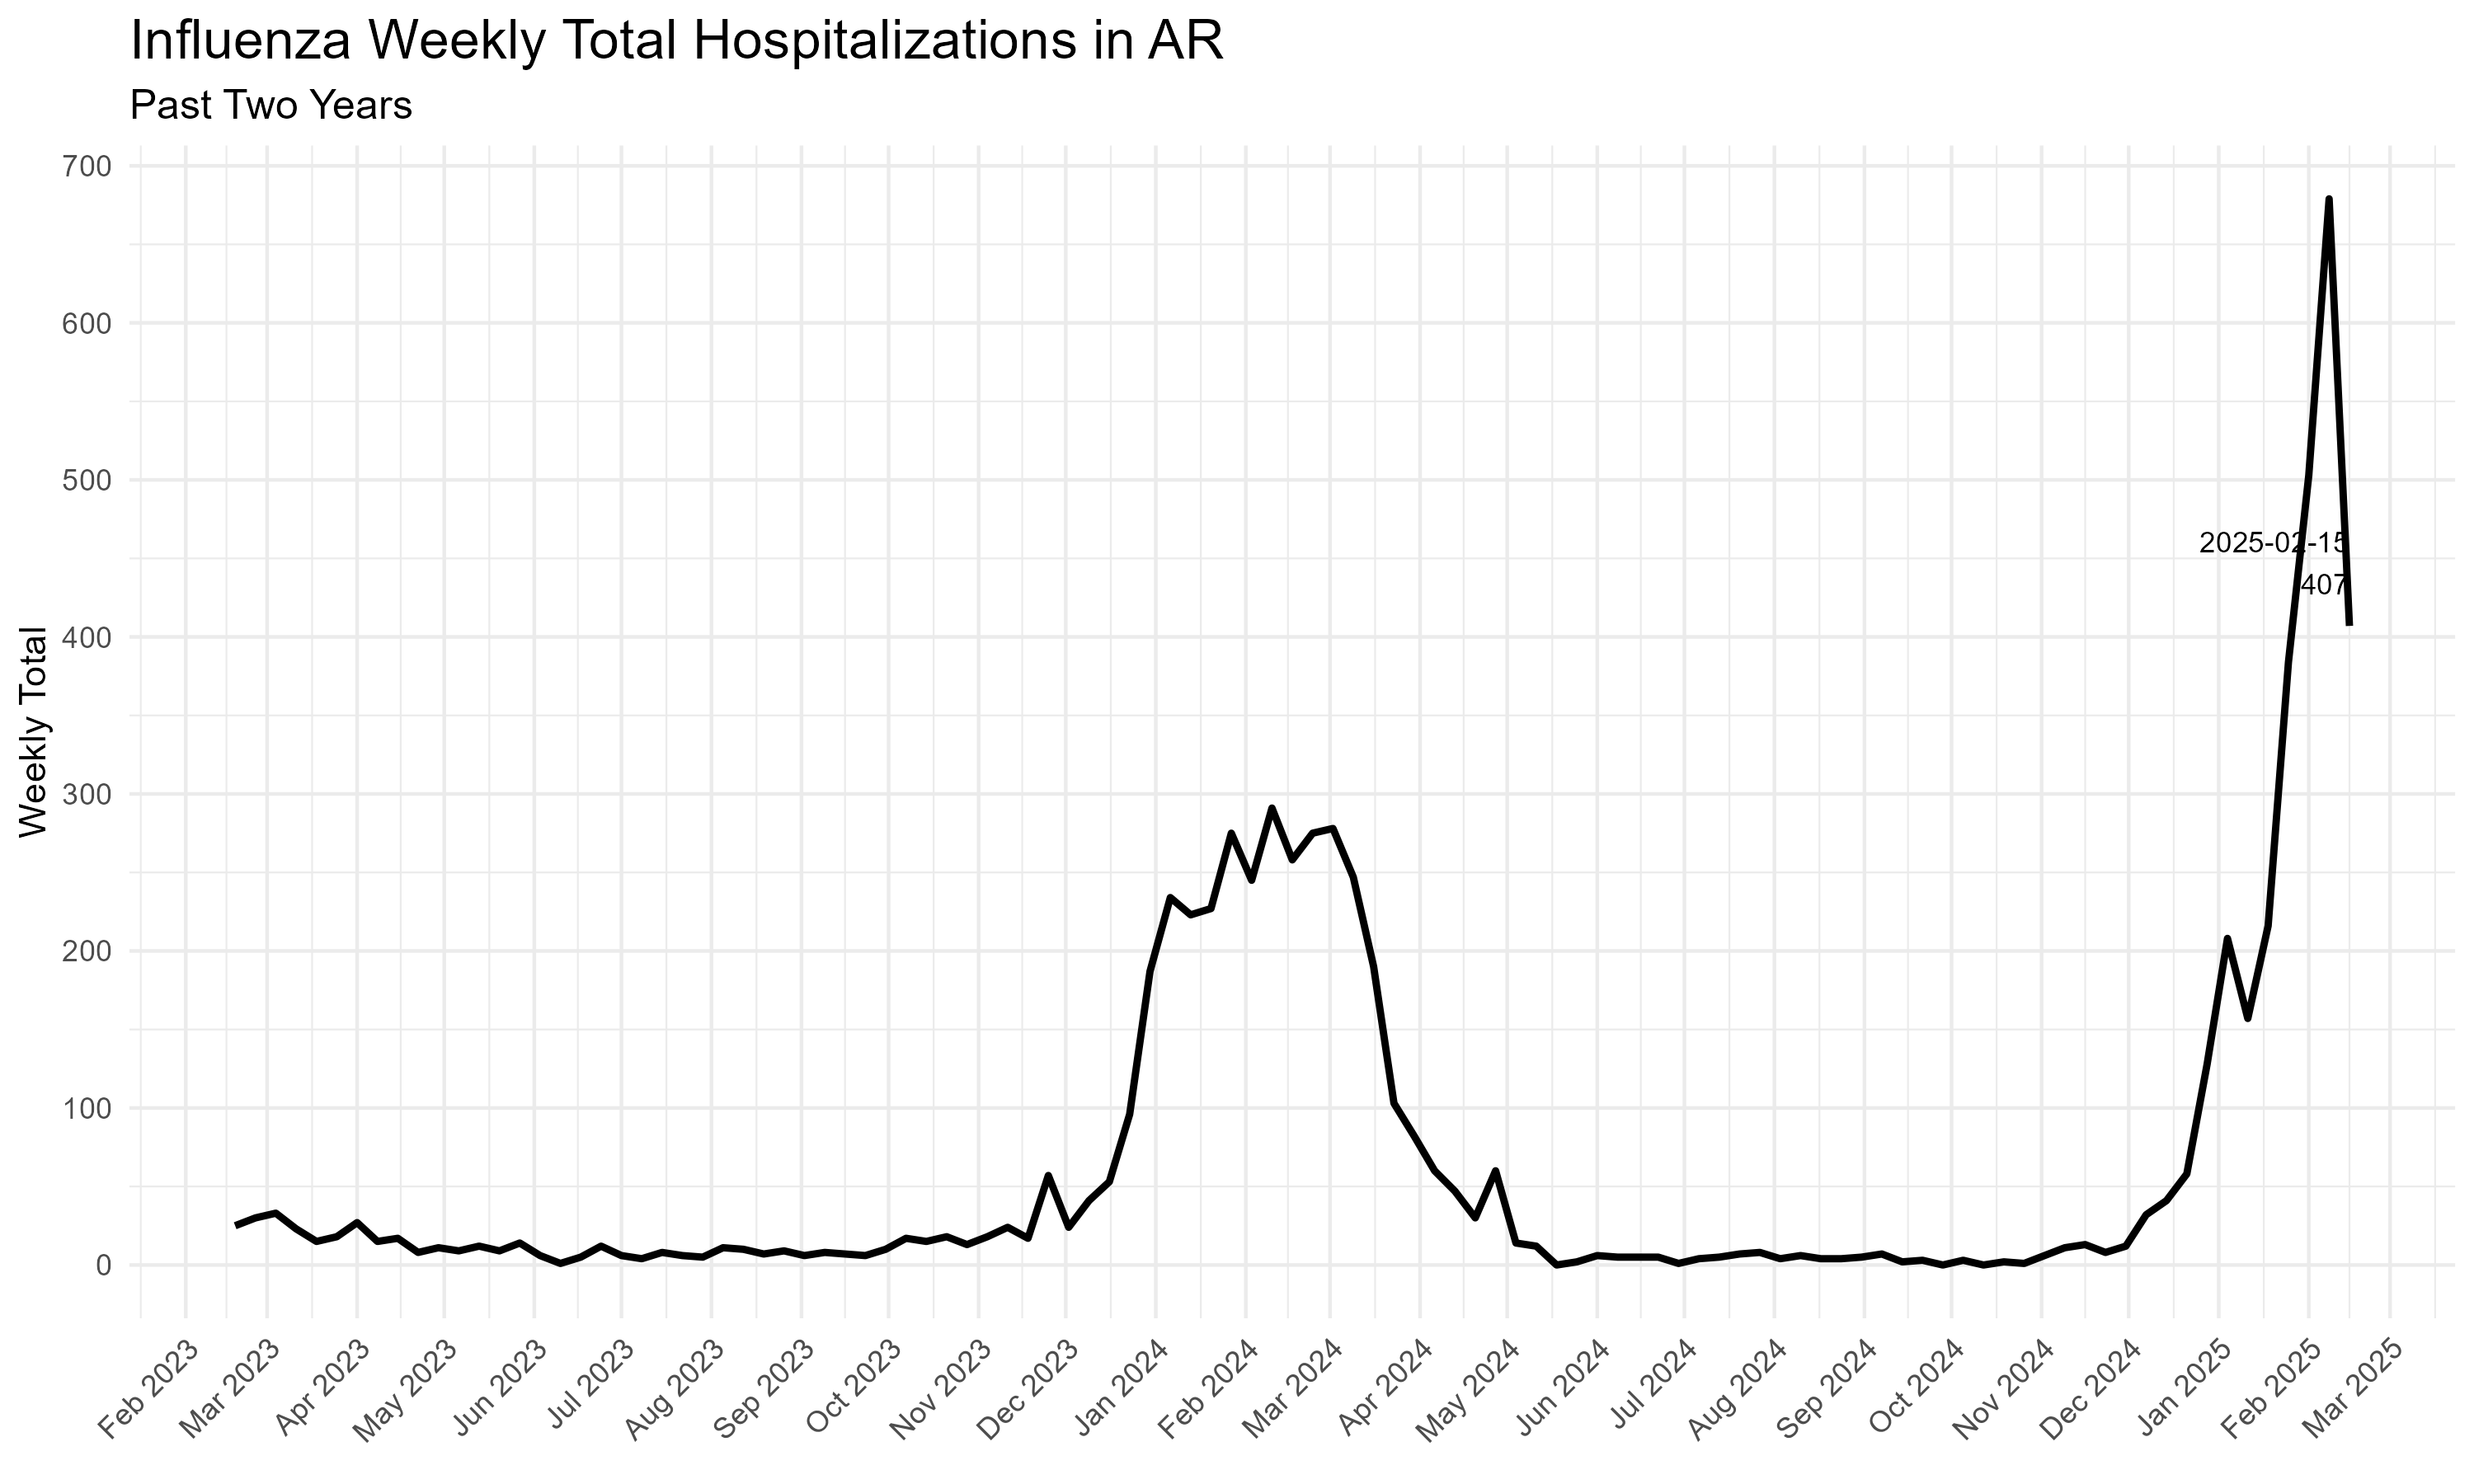 Influenza Weekly Total Hospitalizations in AR
Past Two Years
700
600
500
400
300
200
100
0
Weekly Total
2025-02-15
407
Feb 2023
Mar 2023
Apr 2023
May 2023
Jun 2023
Jul 2023
Aug 2023
Sep 2023
Oct 2023
Nov 2023
Dec 2023
Jan 2024
Feb 2024
Mar 2024
Apr 2024
May 2024
Jun 2024
Jul 2024
Aug 2024
Sep 2024
Oct 2024
Nov 2024
Dec 2024
Jan 2025
Feb 2025
Mar 2025